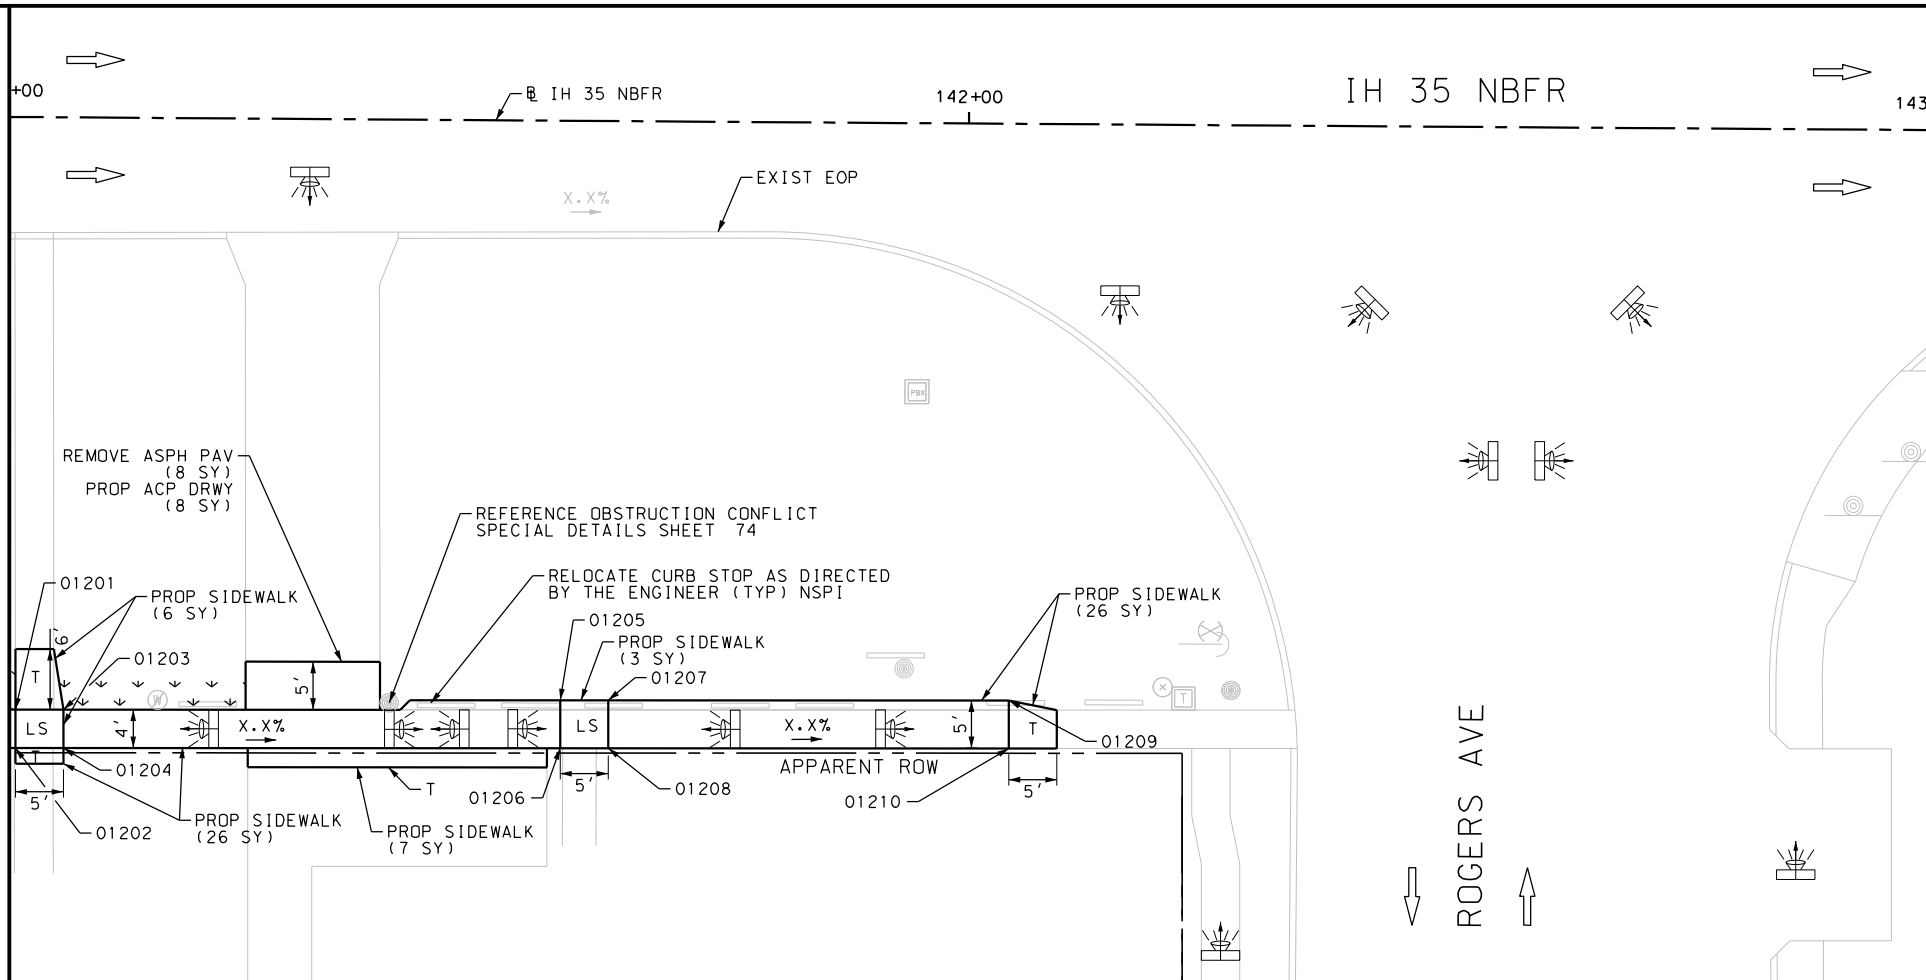 +00
B IH 35 NBFR
142+00
IH 35 NBFR
143
EXIST EOP
X.X%
PBX
REMOVE ASPH PAV
(8 SY)
PROP ACP DRWY
(8 SY)
REFERENCE OBSTRUCTION CONFLICT
SPECIAL DETAILS SHEET 74
RELOCATE CURB STOP AS DIRECTED
BY THE ENGINEER (TYP) NSPI
01201
PROP SIDEWALK
(6 SY)
6'
01203
T
5'
W
01205
PROP SIDEWALK
(3 SY)
01207
PROP SIDEWALK
(26 SY)
T
LS
4'
X.X%
LS
X.X%
5'
T
01209
T
01204
5'
01202
PROP SIDEWALK
(26 SY)
T
PROP SIDEWALK
(7 SY)
01206
5'
01208
APPARENT ROW
01210
5'
ROGERS AVE